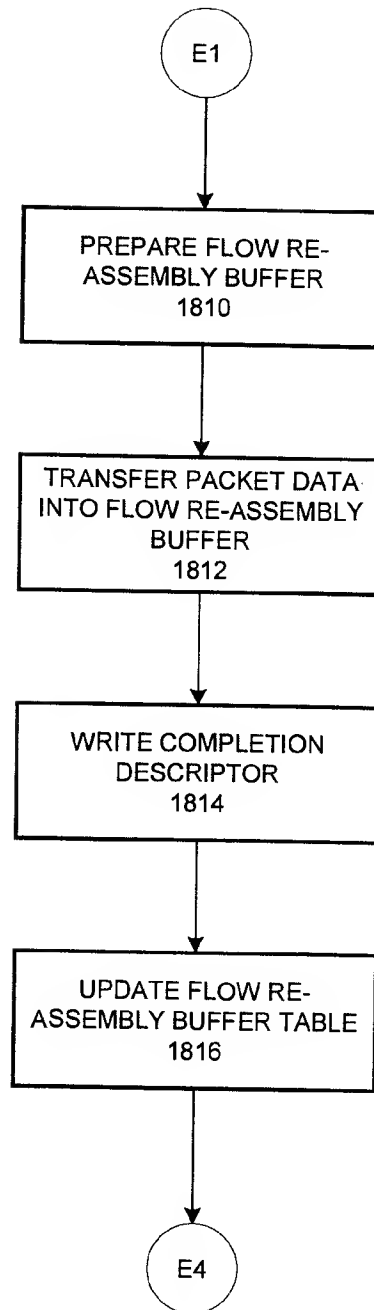 E1
PREPARE FLOW RE-
ASSEMBLY BUFFER
1810
TRANSFER PACKET DATA
INTO FLOW RE-ASSEMBLY
BUFFER
1812
WRITE COMPLETION
DESCRIPTOR
1814
UPDATE FLOW RE-
ASSEMBLY BUFFER TABLE
1816
E4